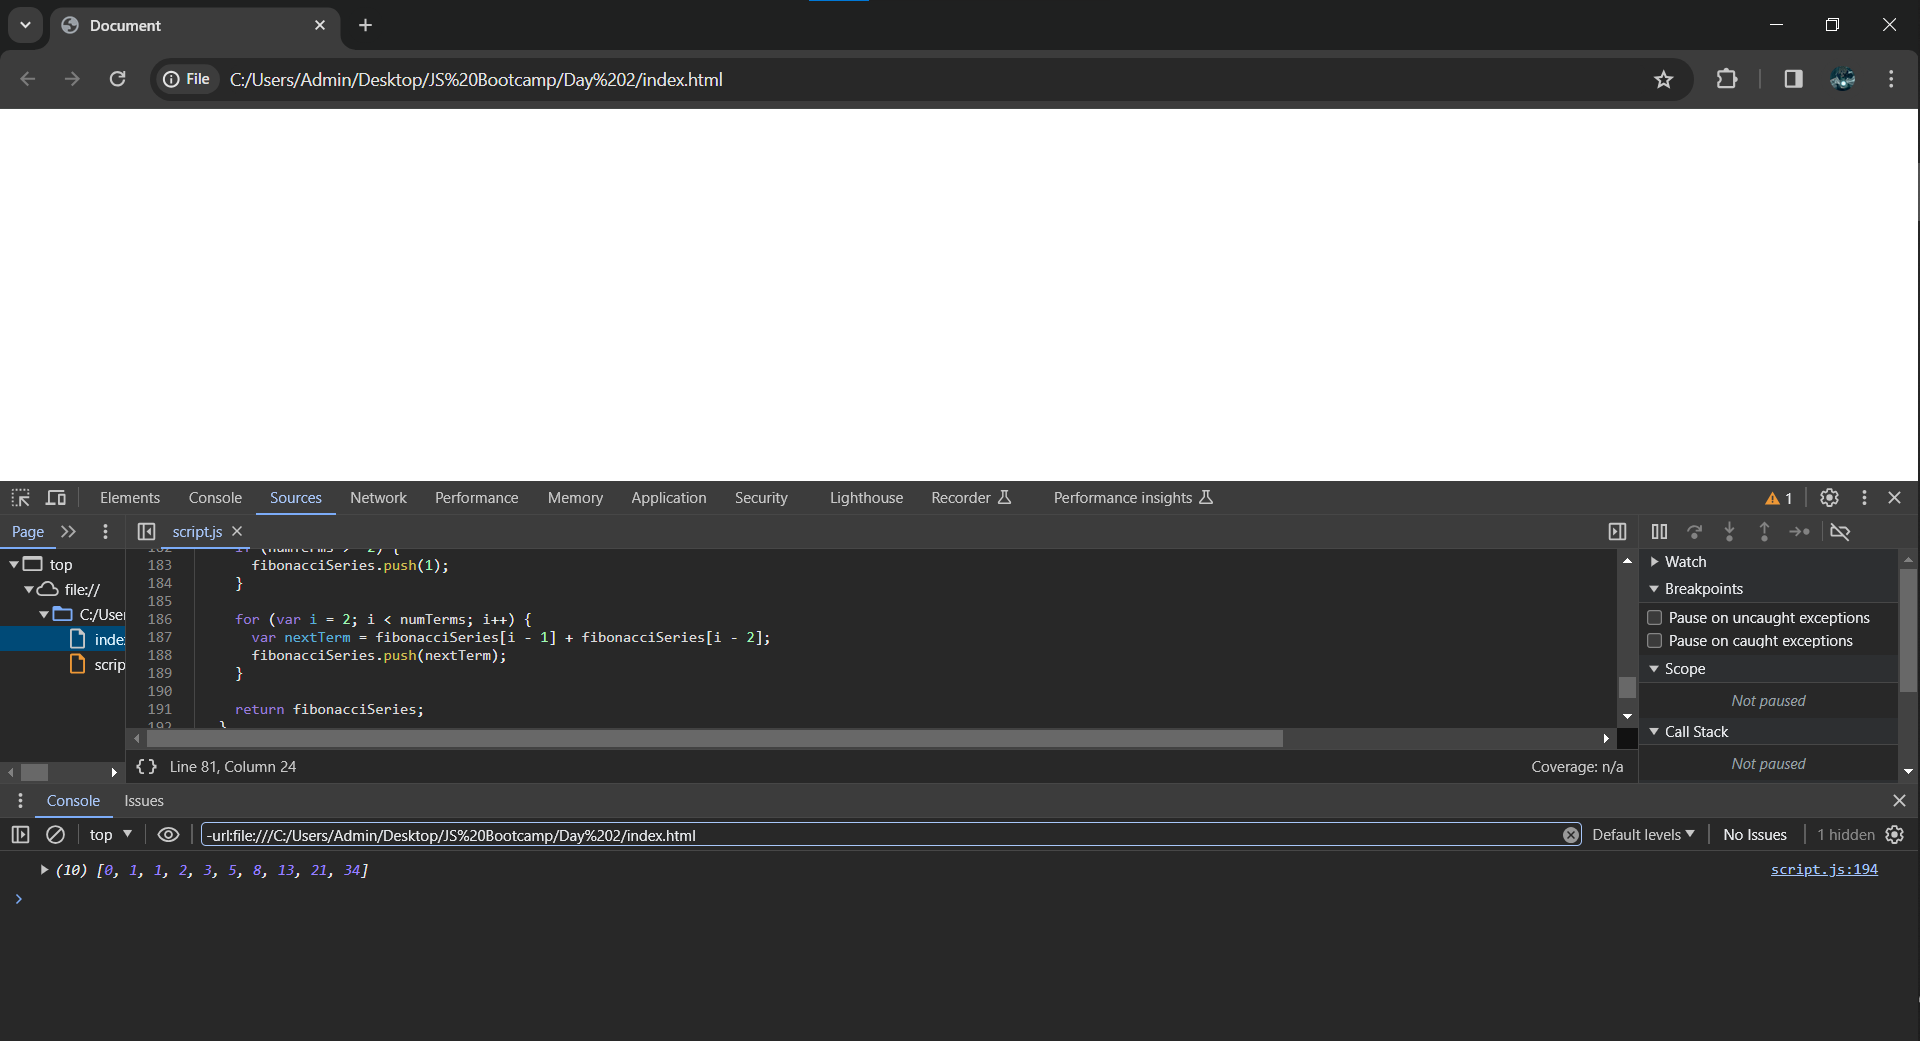 Document
File C:/Users/Admin/Desktop/JS%20Bootcamp/Day%202/index.html
Elements Console Sources Network Performance Memory Application Security Lighthouse Recorder Performance insights 1
Page script.js
top
file://
C:/User
index
scrip
182
183 fibonacciSeries.push(1);
184 }
185
186 for (var i = 2; i < numTerms; i++) {
187 var nextTerm = fibonacciSeries[i - 1] + fibonacciSeries[i - 2];
188 fibonacciSeries.push(nextTerm);
189 }
190
191 return fibonacciSeries;
192 }
{} Line 81, Column 24 Coverage: n/a
Watch
Breakpoints
Pause on uncaught exceptions
Pause on caught exceptions
Scope
Not paused
Call Stack
Not paused
Console Issues
top -url:file:///C:/Users/Admin/Desktop/JS%20Bootcamp/Day%202/index.html Default levels No Issues 1 hidden
(10) [0, 1, 1, 2, 3, 5, 8, 13, 21, 34] script.js:194